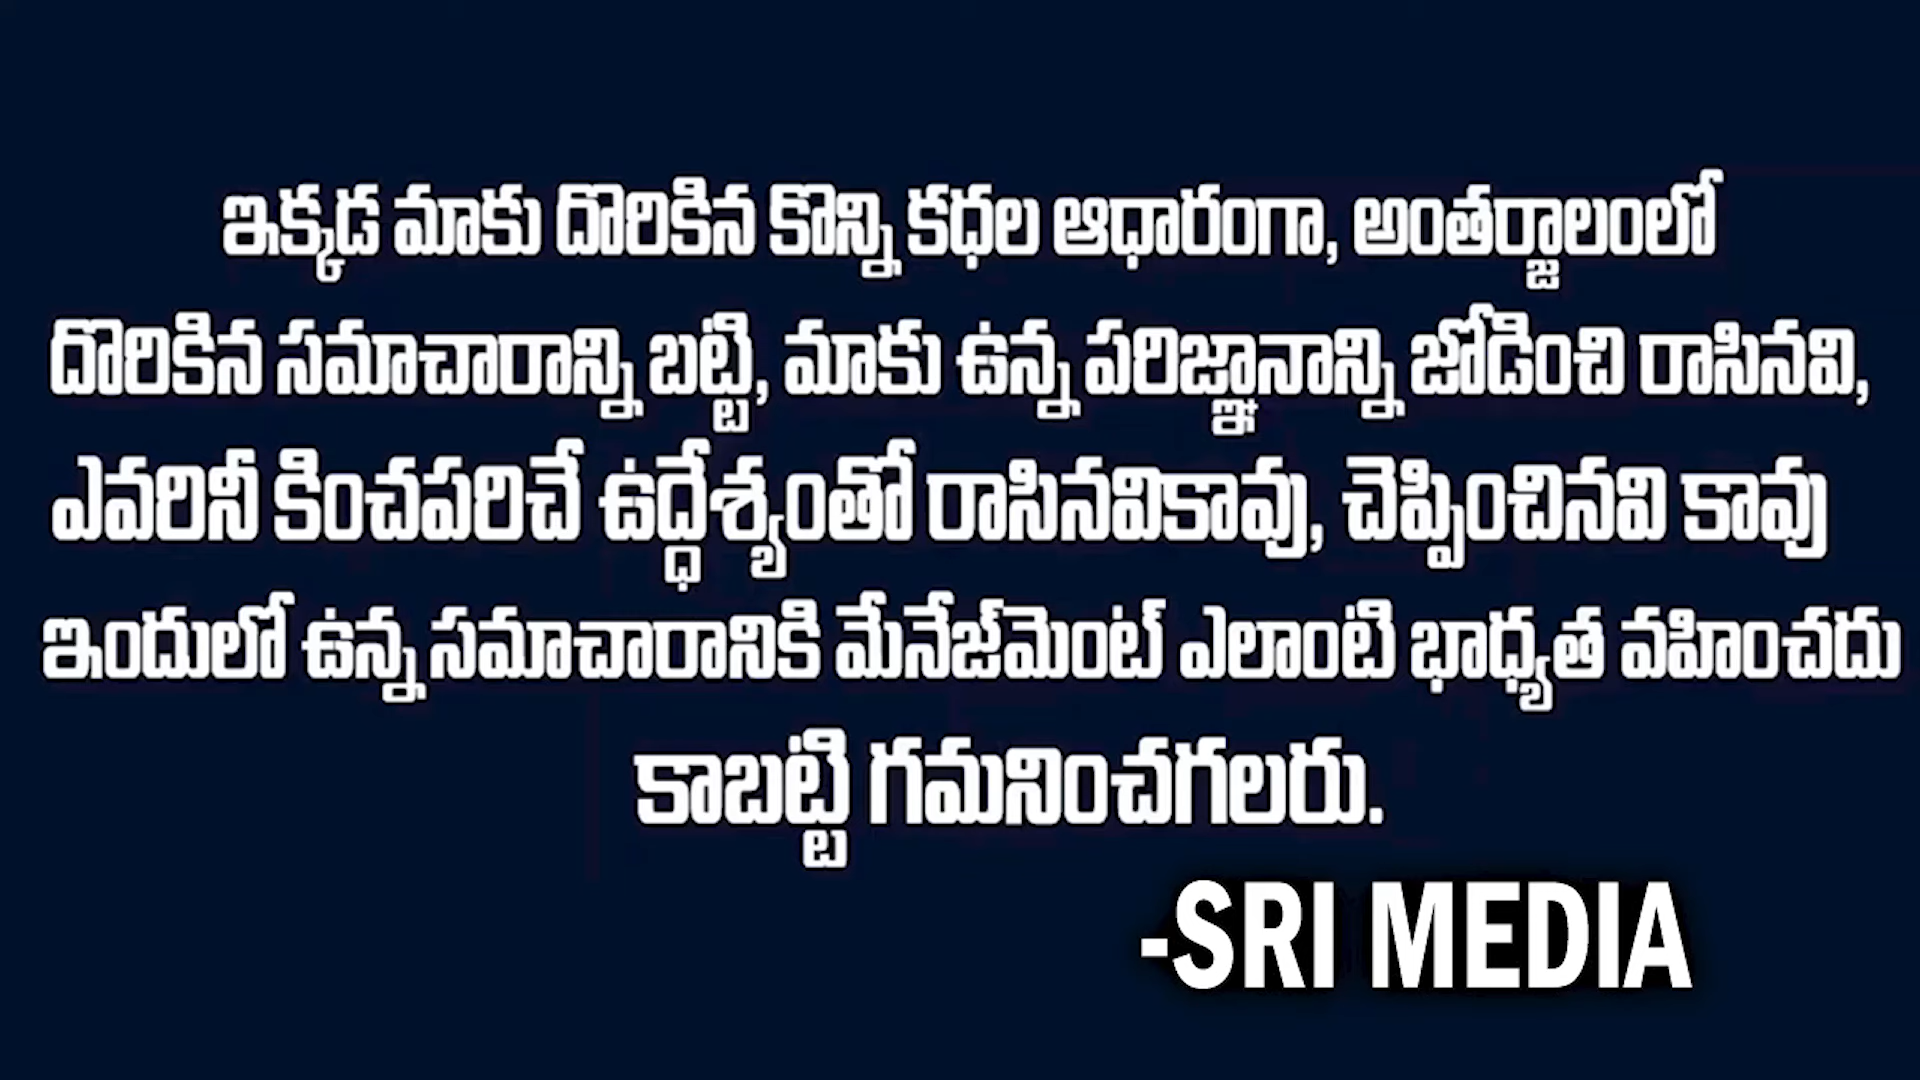 ఇక్కడ మాకు దొరికిన కొన్ని కధల ఆధారంగా, అంతర్జాలంలో
దొరికిన సమాచారాన్ని బట్టి, మాకు ఉన్న పరిజ్ఞానాన్ని జోడించి రాసినవి,
ఎవరినీ కించపరిచే ఉద్ధేశ్యంతో రాసినవికావు, చెప్పించినవి కావు
ఇందులో ఉన్న సమాచారానికి మేనేజ్‌మెంట్ ఎలాంటి భాధ్యత వహించదు
కాబట్టి గమనించగలరు.
-SRI MEDIA